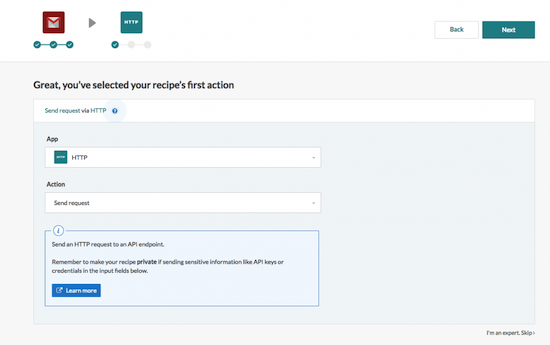 HTTP
Back
Next
Great, you've selected your recipe's first action
Send request via HTTP ?
App
HTTP
Action
Send request
i
Send an HTTP request to an API endpoint.
Remember to make your recipe private if sending sensitive information like API keys or
credentials in the input fields below.
Learn more
I'm an expert. Skip ›